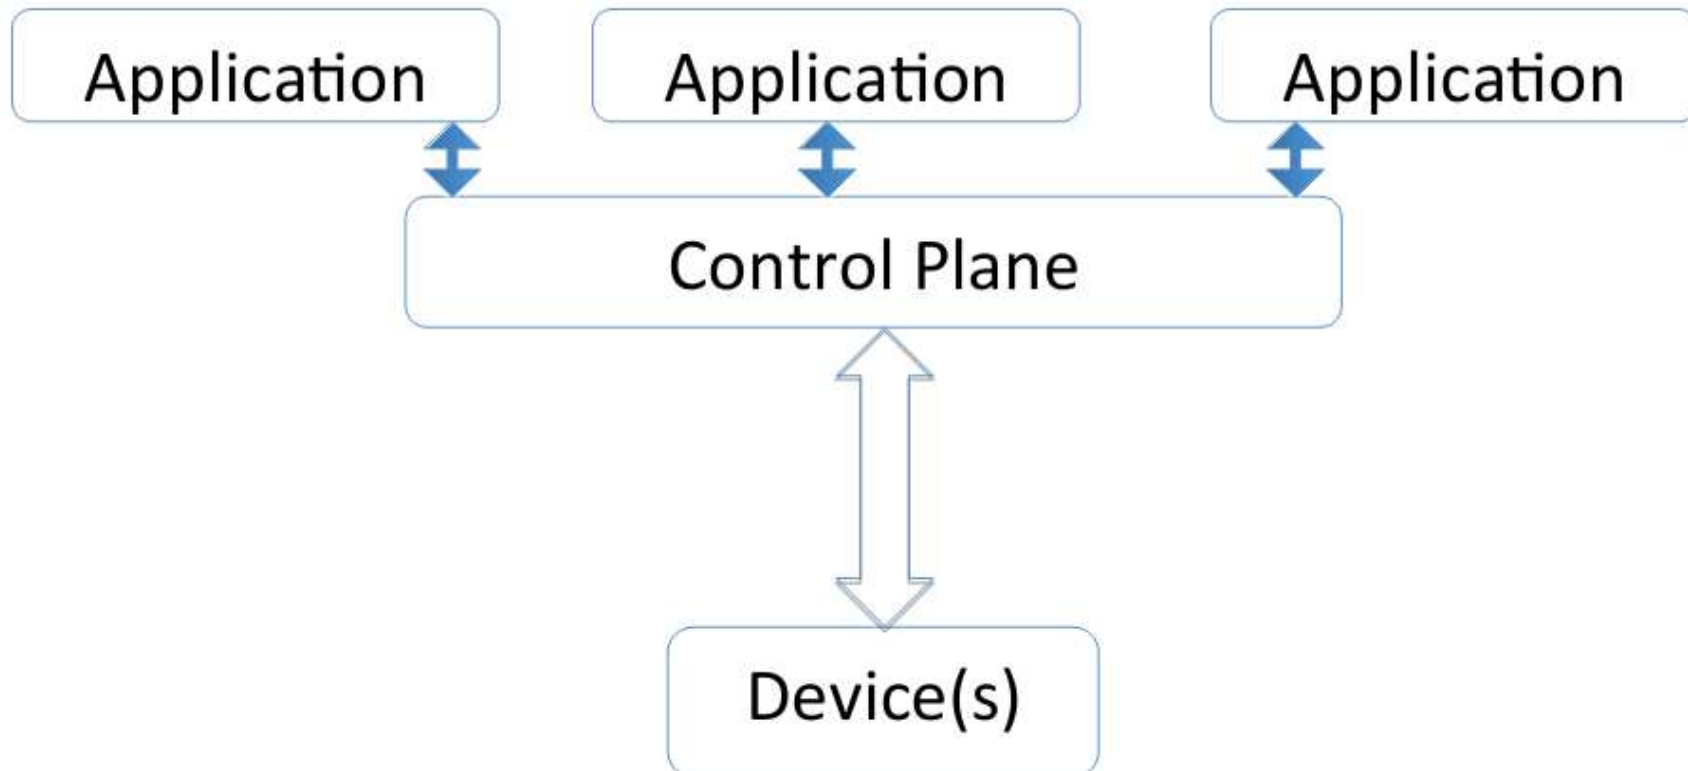 Application
Application
Application
Control Plane
Device(s)